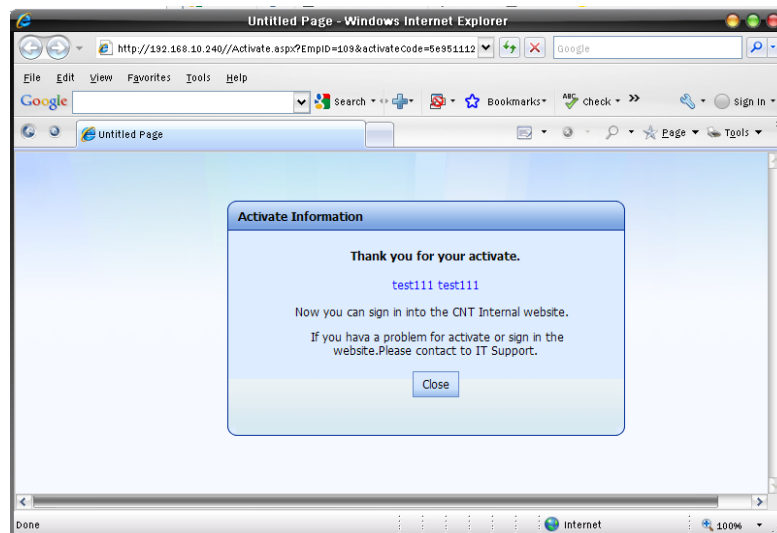 Untitled Page - Windows Internet Explorer
http://192.168.10.240//Activate.aspx?EmpID=109&activateCode=5e951112
Google
File Edit View Favorites Tools Help
Google Search Bookmarks ABC Check >> Sign In
Untitled Page Page Tools
Activate Information
Thank you for your activate.
test111 test111
Now you can sign in into the CNT Internal website.
If you hava a problem for activate or sign in the
website.Please contact to IT Support.
Close
Done Internet 100%